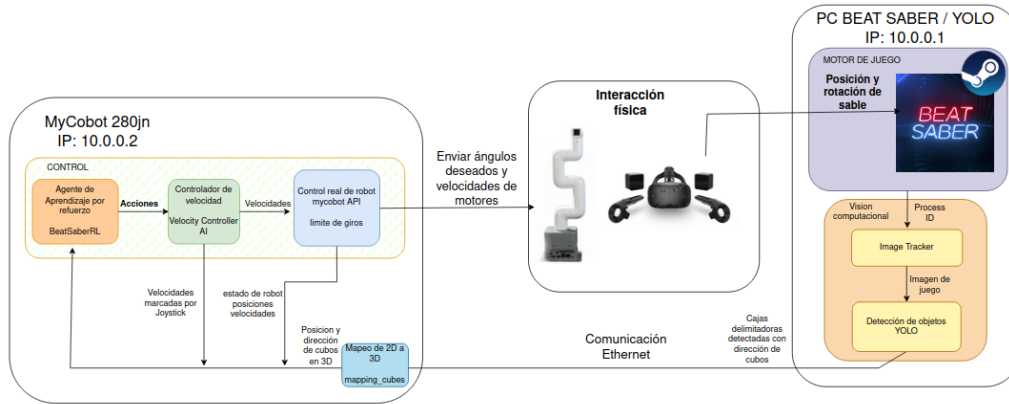 PC BEAT SABER / YOLO
IP: 10.0.0.1
MOTOR DE JUEGO
Posición y
rotación de
sable
BEAT
SABER
Interacción
física
MyCobot 280jn
IP: 10.0.0.2
CONTROL
Agente de
Aprendizaje por
refuerzo
BeatSaberRL
Acciones
Controlador de
velocidad
Velocity Controller
AI
Velocidades
Control real de robot
mycobot API
limite de giros
Enviar ángulos
deseados y
velocidades de
motores
Vision
computacional
Process
ID
Image Tracker
Imagen de
juego
Detección de objetos
YOLO
Velocidades
marcadas por
Joystick
estado de robot
posiciones
velocidades
Posicion y
dirección
de cubos
en 3D
Mapeo de 2D a
3D
mapping_cubes
Comunicación
Ethernet
Cajas
delimitadoras
detectadas con
dirección de
cubos